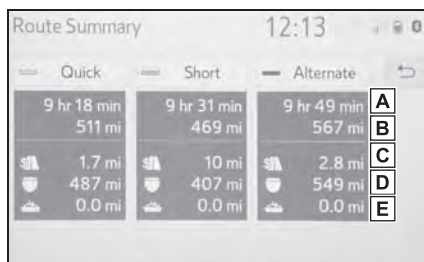 Route Summary 12:13
Quick Short Alternate
9 hr 18 min 9 hr 31 min 9 hr 49 min A
511 mi 469 mi 567 mi B
1.7 mi 10 mi 2.8 mi C
487 mi 407 mi 549 mi D
0.0 mi 0.0 mi 0.0 mi E